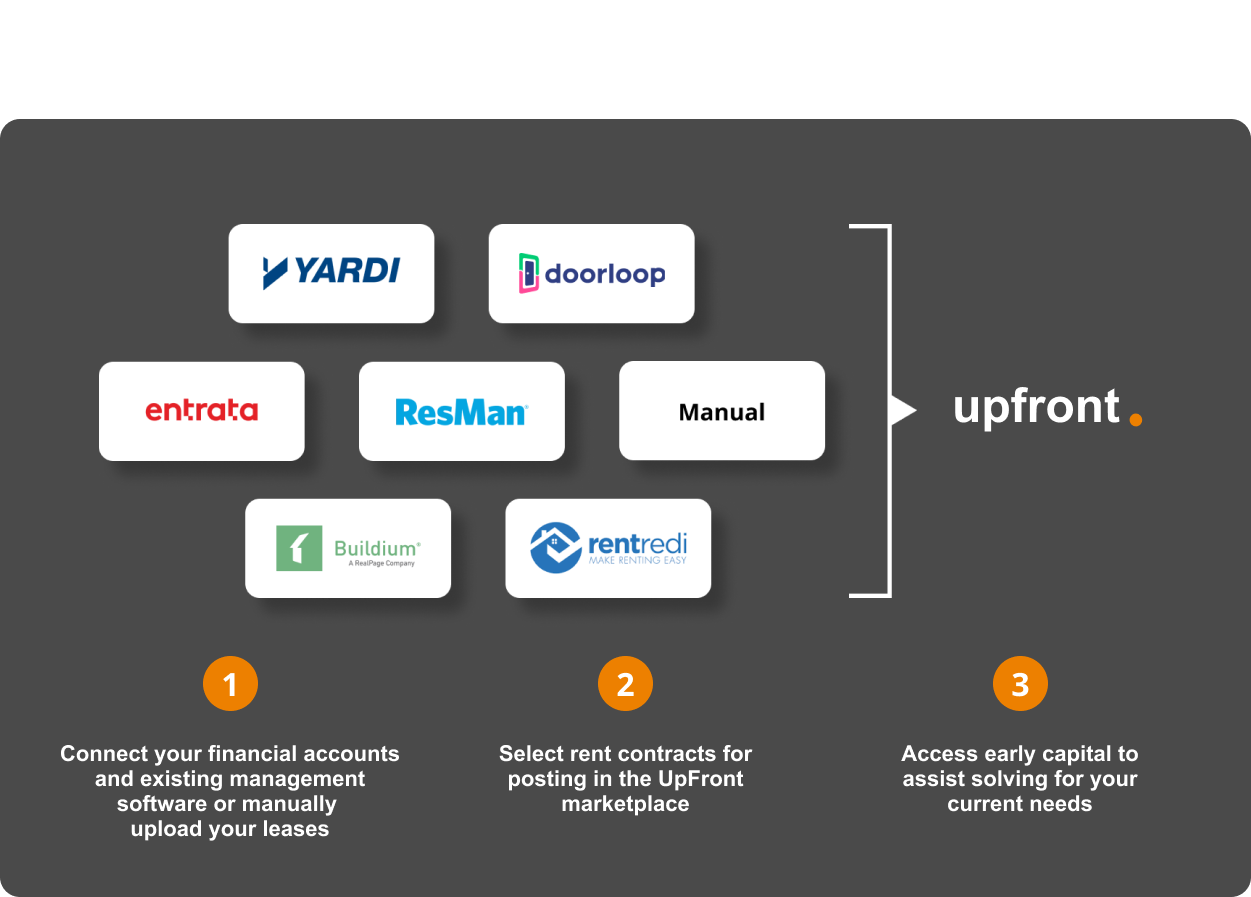 YARDI
doorloop
entrata
ResMan®
Manual
Buildium®
A RealPage Company
rentredi
MAKE RENTING EASY
upfront.
1
Connect your financial accounts
and existing management
software or manually
upload your leases
2
Select rent contracts for
posting in the UpFront
marketplace
3
Access early capital to
assist solving for your
current needs